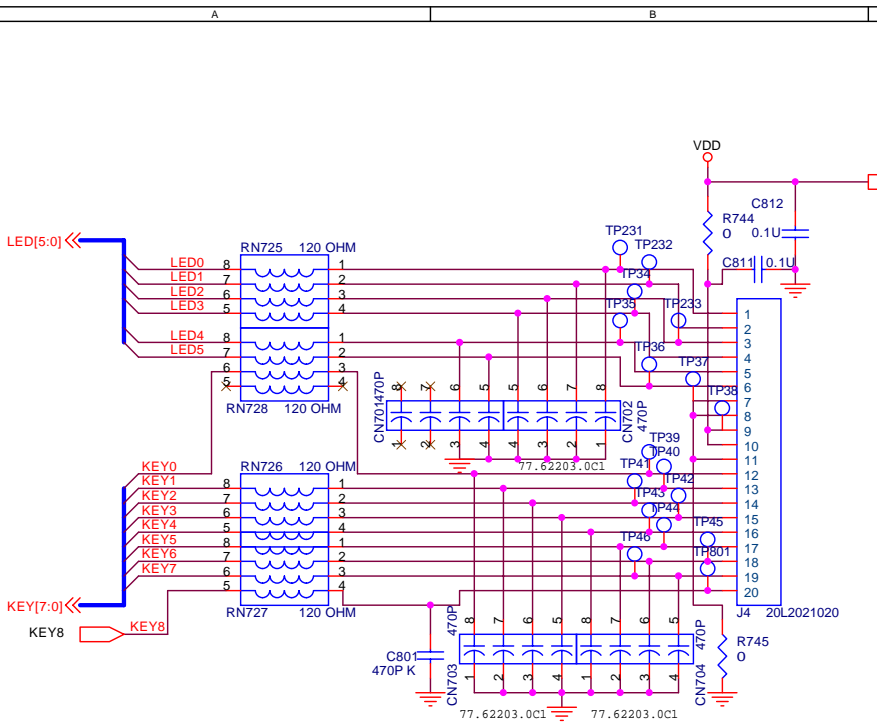 A B
VDD
C812
R744
0 0.1U
TP231
LED[5:0]
RN725 120 OHM
TP232
C811 0.1U
LED0 8 1
TP34
LED1 7 2
LED2 6 3
TP35 TP233
LED3 5 4
1
2
LED4 8 1
3
TP36
LED5 7 2
4
6 3
TP37
5
5 4
6
RN728 120 OHM
CN701 470P
8 7 6 5 5 6 7 8
1 2 3 4 4 3 2 1
CN702
470P
77.62203.0C1
7
TP38
8
9
10
TP39
TP40
11
KEY0
RN726 120 OHM
TP41
12
KEY1 8 1
TP42
13
KEY2 7 2
TP43
14
KEY3 6 3
TP44
15
KEY4 5 4
TP45
16
KEY5 8 1
TP46
17
KEY6 7 2
TP801
18
KEY7 6 3
19
5 4
20
RN727 120 OHM
J4 20L2021020
KEY[7:0]
KEY8 KEY8
C801
470P K
470P
8 7 6 5 8 7 6 5
470P
1 2 3 4 1 2 3 4
CN703
CN704
R745
0
77.62203.0C1 77.62203.0C1